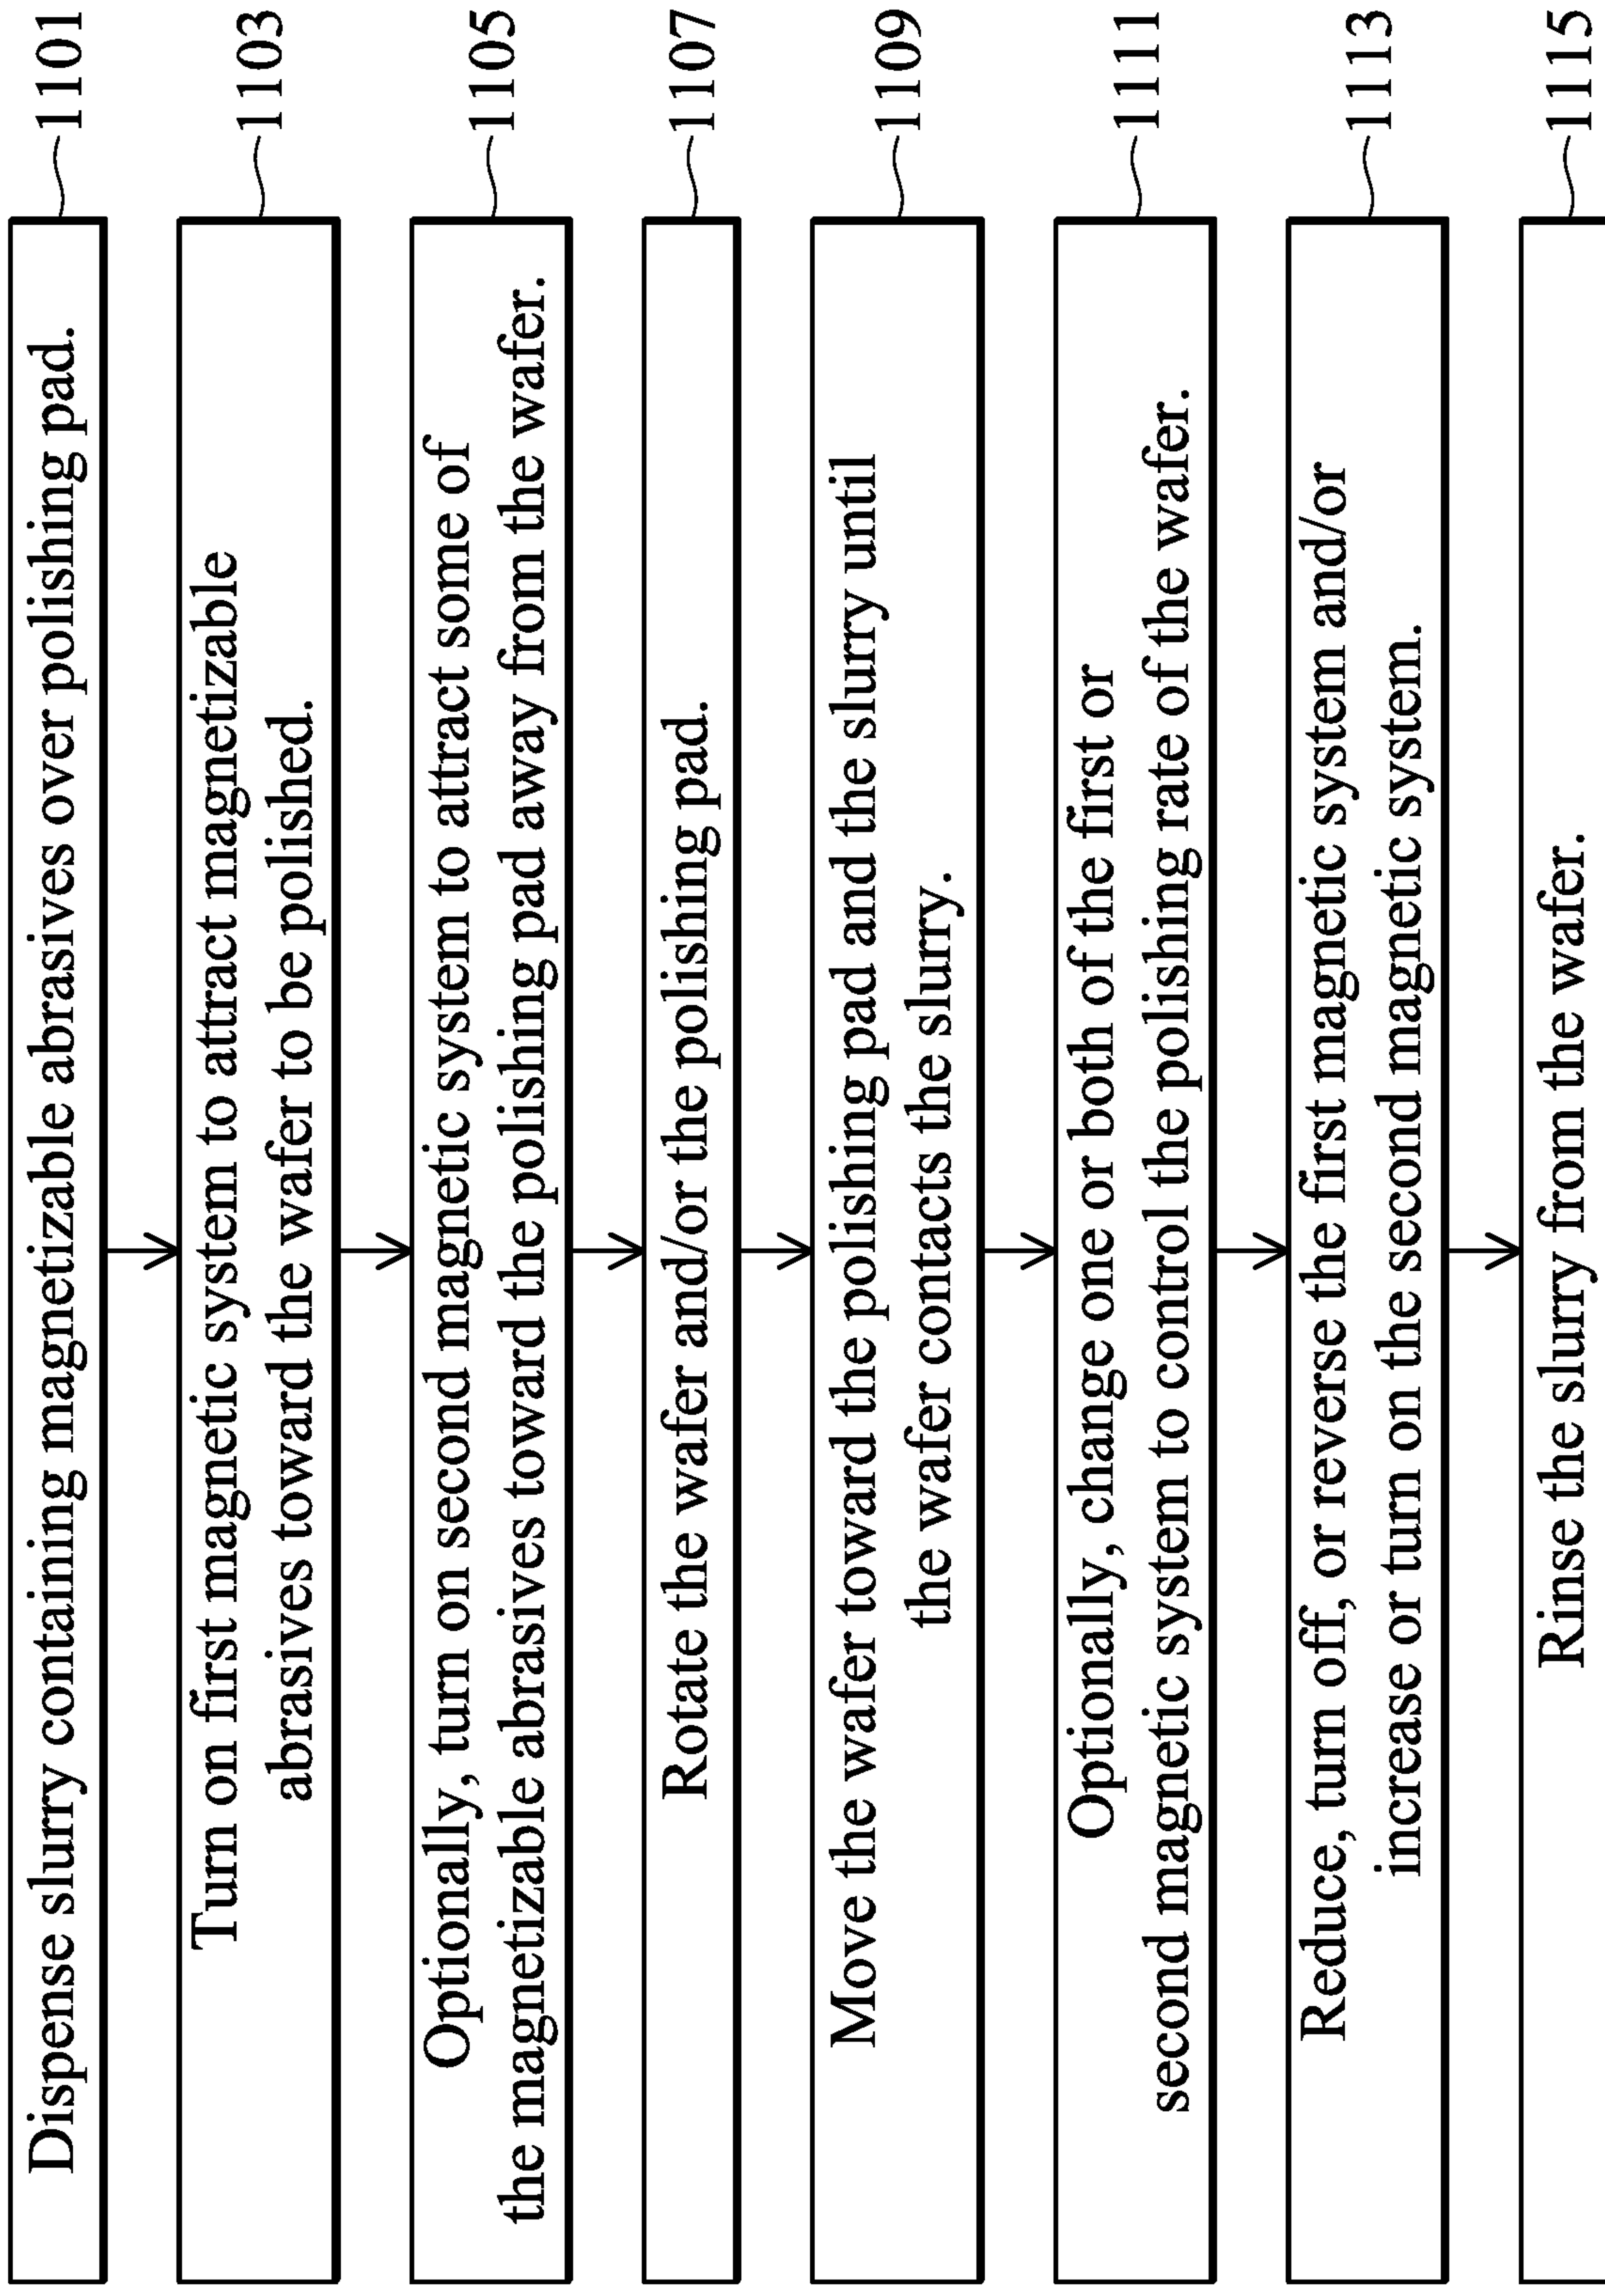 Dispense slurry containing magnetizable abrasives over polishing pad.
1101
Turn on first magnetic system to attract magnetizable
abrasives toward the wafer to be polished.
1103
Optionally, turn on second magnetic system to attract some of
the magnetizable abrasives toward the polishing pad away from the wafer.
1105
Rotate the wafer and/or the polishing pad.
1107
Move the wafer toward the polishing pad and the slurry until
the wafer contacts the slurry.
1109
Optionally, change one or both of the first or
second magnetic system to control the polishing rate of the wafer.
1111
Reduce, turn off, or reverse the first magnetic system and/or
increase or turn on the second magnetic system.
1113
Rinse the slurry from the wafer.
1115